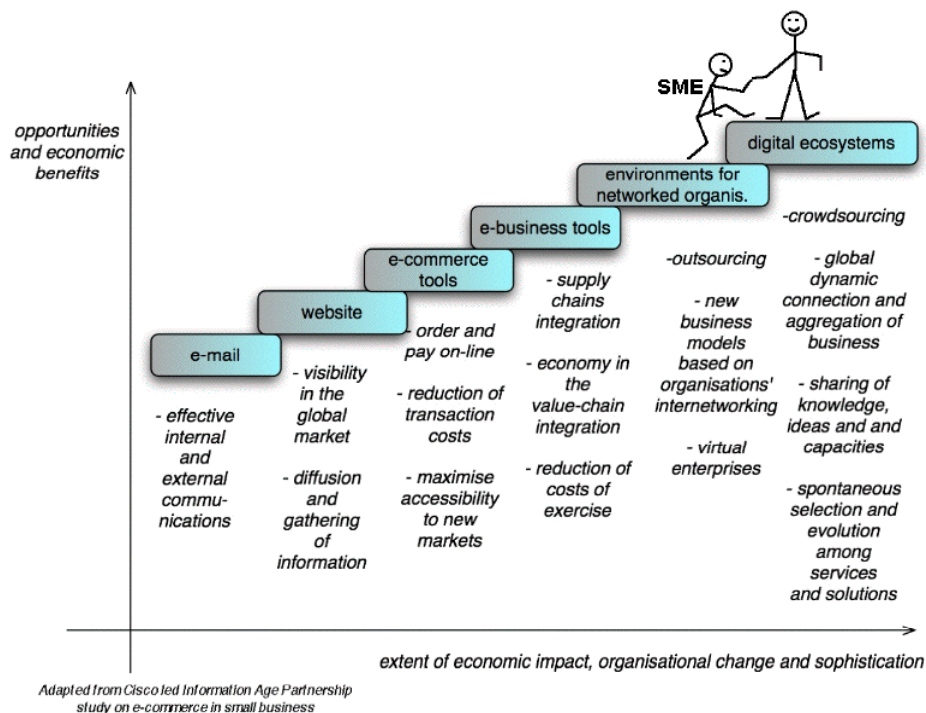 SME
opportunities
and economic
benefits
digital ecosystems
environments for
networked organis.
e-business tools
e-commerce
tools
website
e-mail
- effective
internal
and
external
commu-
nications
- visibility
in the
global
market
- diffusion
and
gathering
of
information
- order and
pay on-line
- reduction of
transaction
costs
- maximise
accessibility
to new
markets
- supply
chains
integration
- economy in
the
value-chain
integration
- reduction of
costs of
exercise
-outsourcing
- new
business
models
based on
organisations'
internetworking
- virtual
enterprises
-crowdsourcing
- global
dynamic
connection and
aggregation of
business
- sharing of
knowledge,
ideas and and
capacities
- spontaneous
selection and
evolution
among
services
and solutions
extent of economic impact, organisational change and sophistication
Adapted from Cisco led Information Age Partnership
study on e-commerce in small business